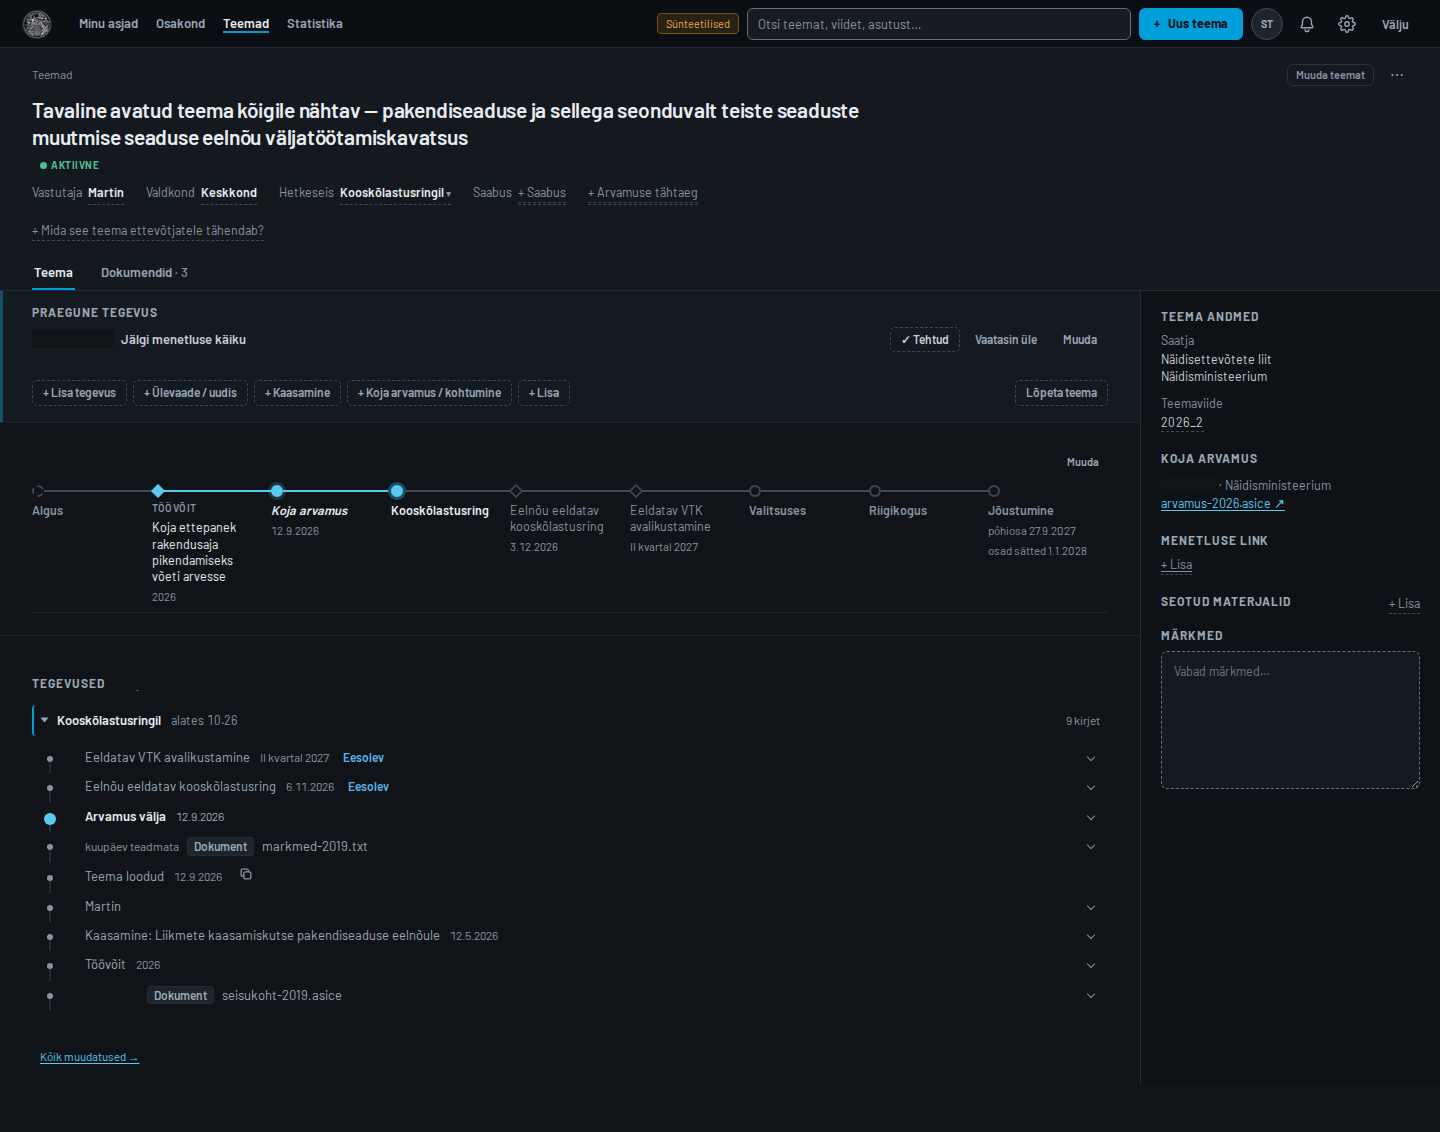 Minu asjad Osakond Teemad Statistika Sünteetilised Otsi teemat, viidet, asutust... + Uus teema ST Välju
Teemad Muuda teemat ...
Tavaline avatud teema kõigile nähtav — pakendiseaduse ja sellega seonduvalt teiste seaduste
muutmise seaduse eelnõu väljatöötamiskavatsus
AKTIIVNE
Vastutaja Martin Valdkond Keskkond Hetkeseis Kooskõlastusringil ▾ Saabus + Saabus + Arvamuse tähtaeg
+ Mida see teema ettevõtjatele tähendab?
Teema Dokumendid · 3
PRAEGUNE TEGEVUS
Jälgi menetluse käiku ✓ Tehtud Vaatasin üle Muuda
+ Lisa tegevus + Ülevaade / uudis + Kaasamine + Koja arvamus / kohtumine + Lisa Lõpeta teema
Muuda
Algus
TÖÖVÕIT
Koja ettepanek
rakendusaja
pikendamiseks
võeti arvesse
2026
Koja arvamus
12.9.2026
Kooskõlastusring
Eelnõu eeldatav
kooskõlastusring
3.12.2026
Eeldatav VTK
avalikustamine
II kvartal 2027
Valitsuses
Riigikogus
Jõustumine
põhiosa 27.9.2027
osad sätted 1.1.2028
TEGEVUSED
Kooskõlastusringil alates 10.26 9 kirjet
Eeldatav VTK avalikustamine II kvartal 2027 Eesolev
Eelnõu eeldatav kooskõlastusring 6.11.2026 Eesolev
Arvamus välja 12.9.2026
kuupäev teadmata Dokument markmed-2019.txt
Teema loodud 12.9.2026
Martin
Kaasamine: Liikmete kaasamiskutse pakendiseaduse eelnõule 12.5.2026
Töövõit 2026
Dokument seisukoht-2019.asice
Kõik muudatused →
TEEMA ANDMED
Saatja
Näidisettevõtete liit
Näidisministeerium
Teemaviide
2026_2
KOJA ARVAMUS
· Näidisministeerium
arvamus-2026.asice ↗
MENETLUSE LINK
+ Lisa
SEOTUD MATERJALID + Lisa
MÄRKMED
Vabad märkmed...